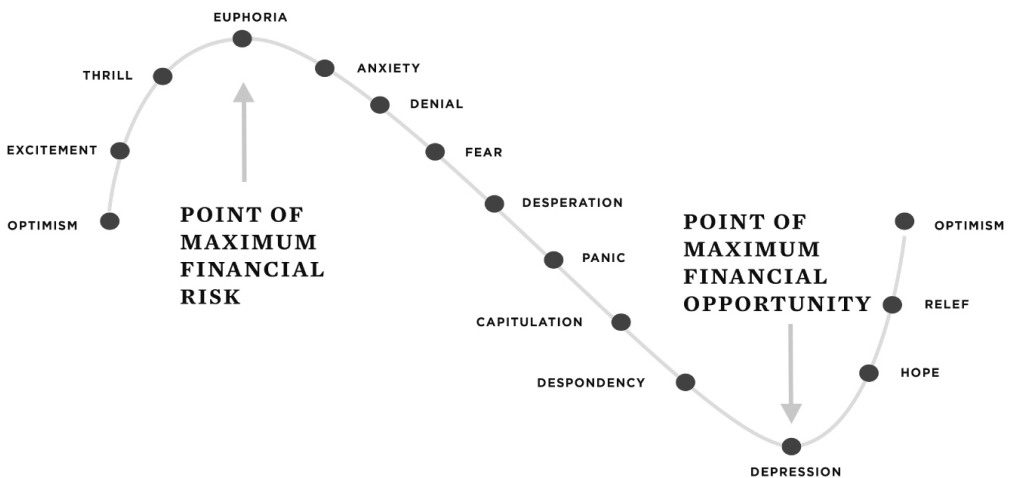 EUPHORIA
THRILL
ANXIETY
DENIAL
EXCITEMENT
FEAR
OPTIMISM
POINT OF
MAXIMUM
FINANCIAL
RISK
DESPERATION
PANIC
CAPITULATION
DESPONDENCY
POINT OF
MAXIMUM
FINANCIAL
OPPORTUNITY
OPTIMISM
RELEF
HOPE
DEPRESSION